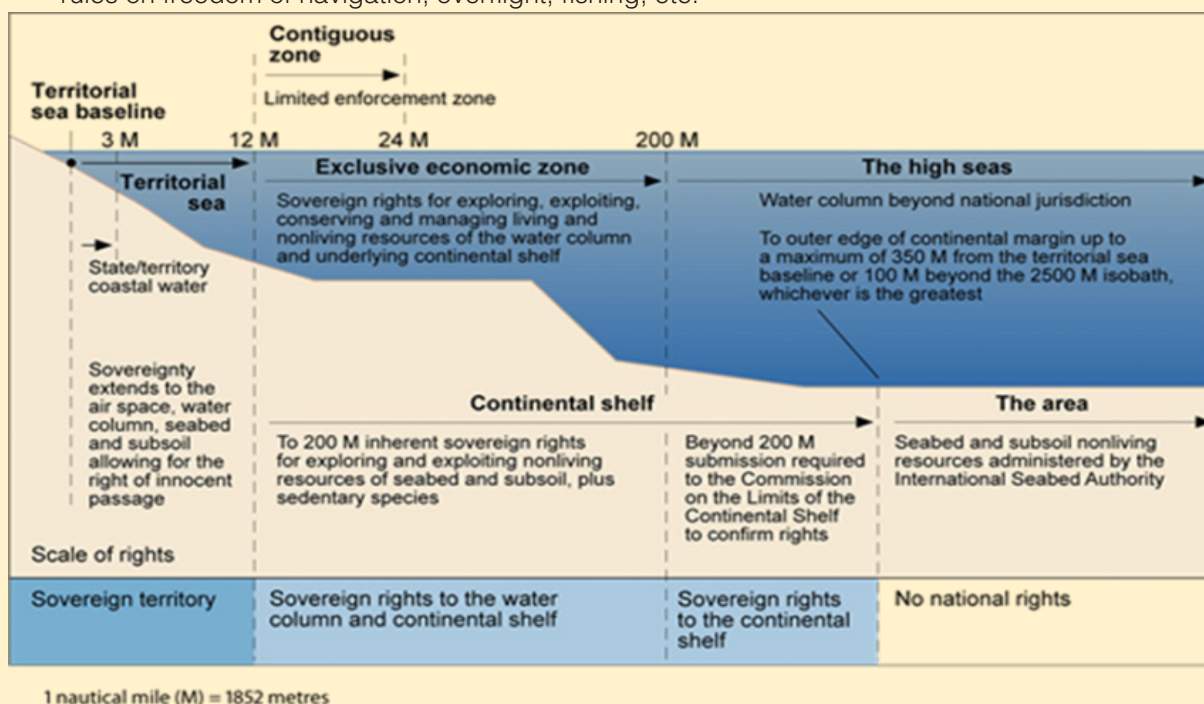 rules on freedom of navigation, overflight, fishing, etc.
Contiguous
zone
Limited enforcement zone
Territorial
sea baseline
3 M
12 M
24 M
200 M
Territorial
sea
State/territory
coastal water
Exclusive economic zone
Sovereign rights for exploring, exploiting,
conserving and managing living and
nonliving resources of the water column
and underlying continental shelf
The high seas
Water column beyond national jurisdiction
To outer edge of continental margin up to
a maximum of 350 M from the territorial sea
baseline or 100 M beyond the 2500 M isobath,
whichever is the greatest
Sovereignty
extends to the
air space, water
column, seabed
and subsoil
allowing for the
right of innocent
passage
Continental shelf
To 200 M inherent sovereign rights
for exploring and exploiting nonliving
resources of seabed and subsoil, plus
sedentary species
Beyond 200 M
submission required
to the Commission
on the Limits of the
Continental Shelf
to confirm rights
The area
Seabed and subsoil nonliving
resources administered by the
International Seabed Authority
Scale of rights
Sovereign territory
Sovereign rights to the water
column and continental shelf
Sovereign rights
to the continental
shelf
No national rights
1 nautical mile (M) = 1852 metres